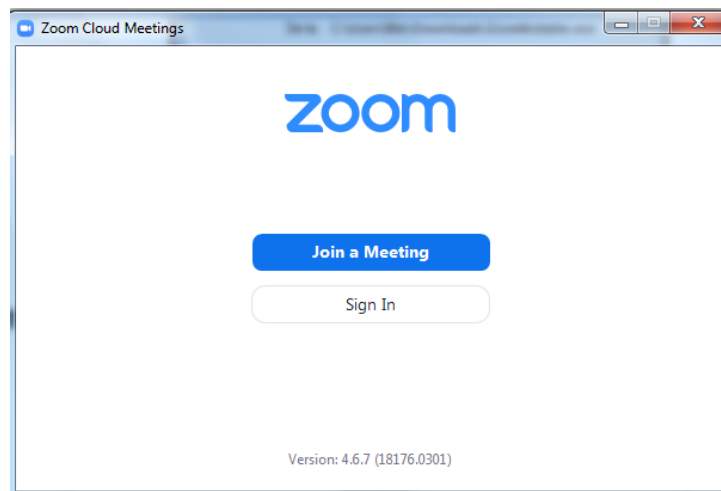 Zoom Cloud Meetings
zoom
Join a Meeting
Sign In
Version: 4.6.7 (18176.0301)